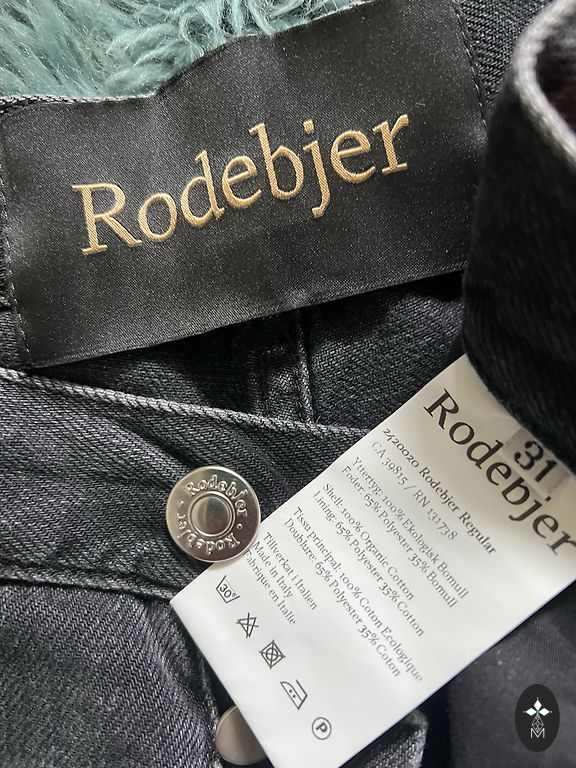 Rodebjer
Rodebjer
31
2420020 Rodebjer Regular
CA 39815 / RN 131738
Yttertyg: 100% Ekologisk Bomull
Foder: 65% Polyester 35% Bomull
Shell: 100% Organic Cotton
Lining: 65% Polyester 35% Cotton
Tissu principal: 100% Coton Ecologique
Doublure: 65% Polyester 35% Coton
Tillverkat i Italien
Made in Italy
Fabrique en Italie
30°
P
Rodebjer · Rodebjer ·
M